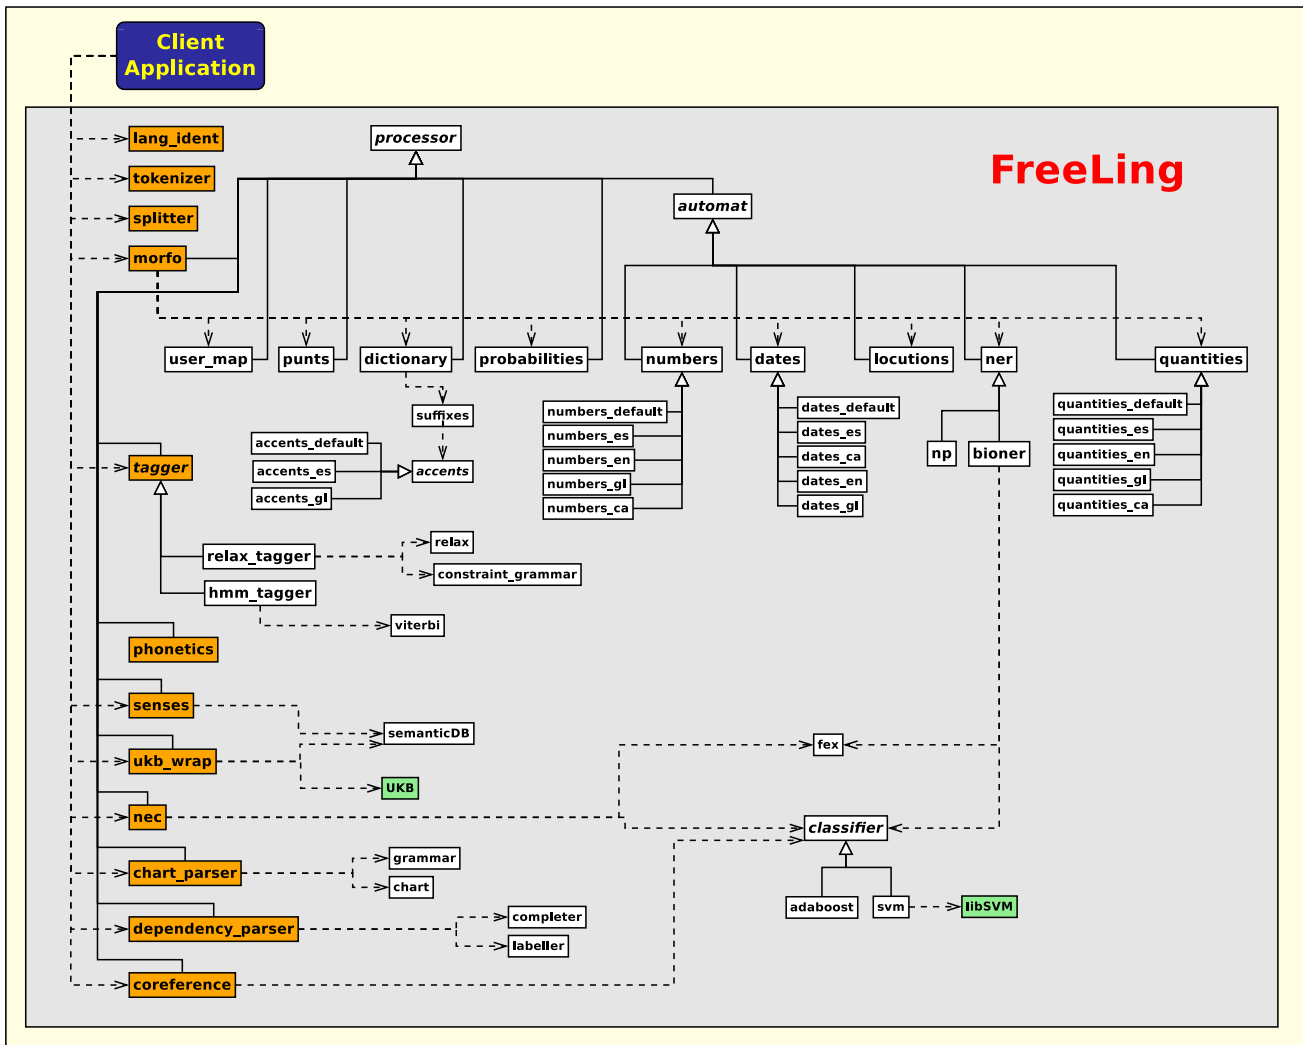 Client
Application
FreeLing
lang_ident
processor
tokenizer
automat
splitter
morfo
user_map
punts
dictionary
probabilities
numbers
dates
locutions
ner
quantities
suffixes
accents_default
accents_es
accents_gl
accents
numbers_default
numbers_es
numbers_en
numbers_gl
numbers_ca
dates_default
dates_es
dates_ca
dates_en
dates_gl
np
bioner
quantities_default
quantities_es
quantities_en
quantities_gl
quantities_ca
tagger
relax_tagger
relax
constraint_grammar
hmm_tagger
viterbi
phonetics
senses
semanticDB
ukb_wrap
UKB
fex
nec
classifier
adaboost
svm
libSVM
chart_parser
grammar
chart
dependency_parser
completer
labeller
coreference